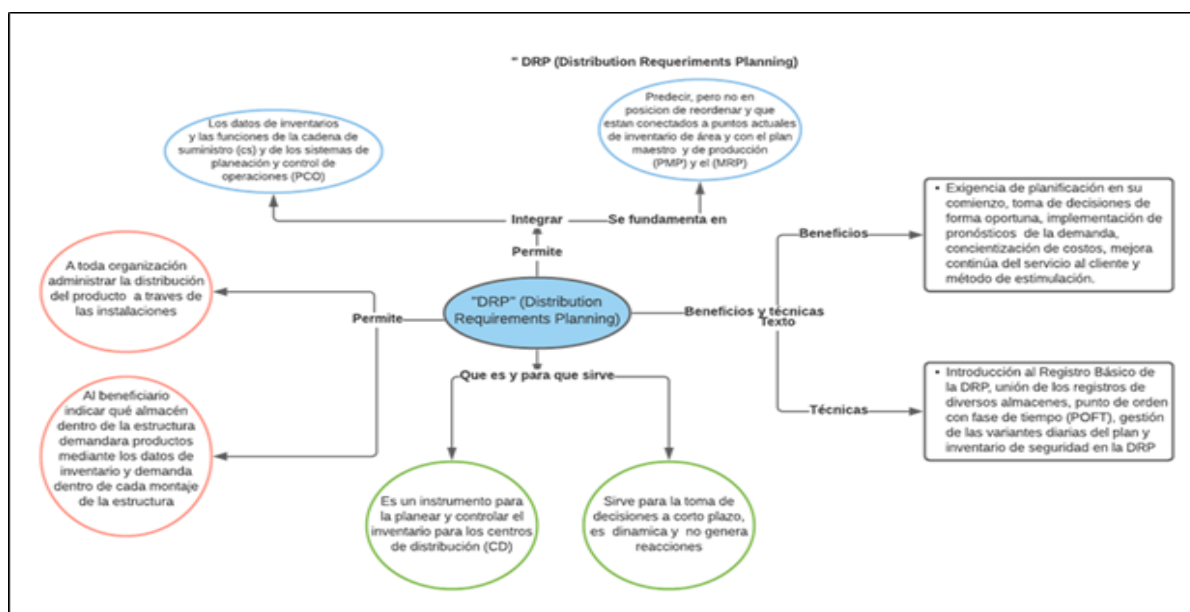 " DRP (Distribution Requeriments Planning)
Los datos de inventarios
y las funciones de la cadena de
suministro (cs) y de los sistemas de
planeación y control de
operaciones (PCO)
Predecir, pero no en
posicion de reordenar y que
estan conectados a puntos actuales
de inventario de área y con el plan
maestro y de producción
(PMP) y el (MRP)
Integrar
Se fundamenta en
Permite
A toda organización
administrar la distribución
del producto a traves de
las instalaciones
Permite
Al beneficiario
indicar qué almacén
dentro de la estructura
demandara productos
mediante los datos de
inventario y demanda
dentro de cada montaje
de la estructura
"DRP" (Distribution
Requirements Planning)
Beneficios y técnicas
Texto
Beneficios
• Exigencia de planificación en su
comienzo, toma de decisiones de
forma oportuna, implementación de
pronósticos de la demanda,
concientización de costos, mejora
continúa del servicio al cliente y
método de estimulación.
Técnicas
• Introducción al Registro Básico de
la DRP, unión de los registros de
diversos almacenes, punto de orden
con fase de tiempo (POFT), gestión
de las variantes diarias del plan y
inventario de seguridad en la DRP
Que es y para que sirve
Es un instrumento para
la planear y controlar el
inventario para los centros
de distribución (CD)
Sirve para la toma de
decisiones a corto plazo,
es dinamica y no genera
reacciones